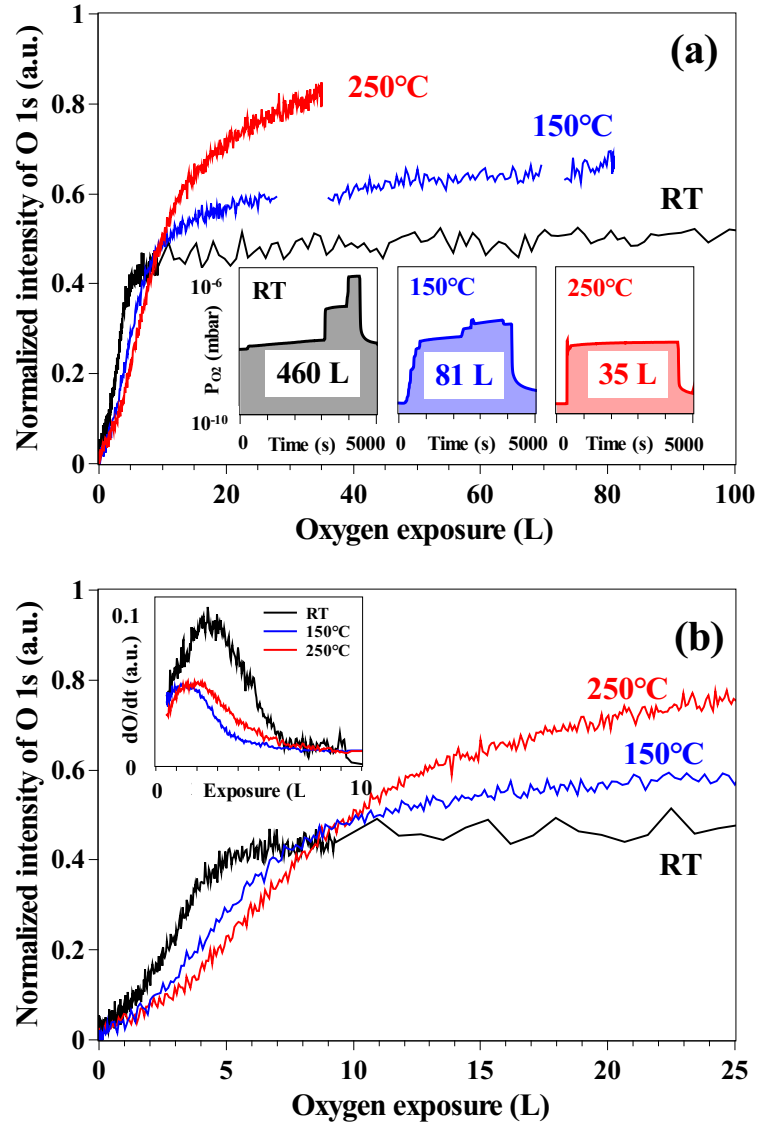 (a)
Normalized intensity of O 1s (a.u.)
1
0.8
0.6
0.4
0.2
0
250°C
150°C
RT
RT
150°C
250°C
10⁻⁶
P_O2 (mbar)
10⁻¹⁰
460 L
81 L
35 L
0 Time (s) 5000
0 Time (s) 5000
0 Time (s) 5000
0 20 40 60 80 100
Oxygen exposure (L)
(b)
Normalized intensity of O 1s (a.u.)
1
0.8
0.6
0.4
0.2
0
0.1
dO/dt (a.u.)
0
RT
150°C
250°C
0 10
Exposure (L
250°C
150°C
RT
0 5 10 15 20 25
Oxygen exposure (L)